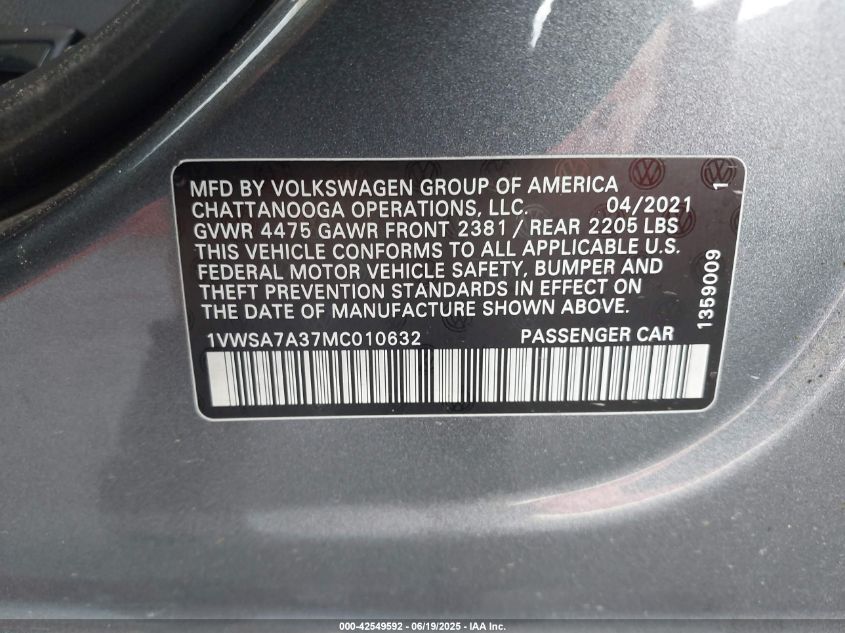 MFD BY VOLKSWAGEN GROUP OF AMERICA
CHATTANOOGA OPERATIONS, LLC. 04/2021
GVWR 4475 GAWR FRONT 2381 / REAR 2205 LBS
THIS VEHICLE CONFORMS TO ALL APPLICABLE U.S.
FEDERAL MOTOR VEHICLE SAFETY, BUMPER AND
THEFT PREVENTION STANDARDS IN EFFECT ON
THE DATE OF MANUFACTURE SHOWN ABOVE.
1VWSA7A37MC010632 PASSENGER CAR
1359009 1
000-42549592 - 06/19/2025 - IAA Inc.